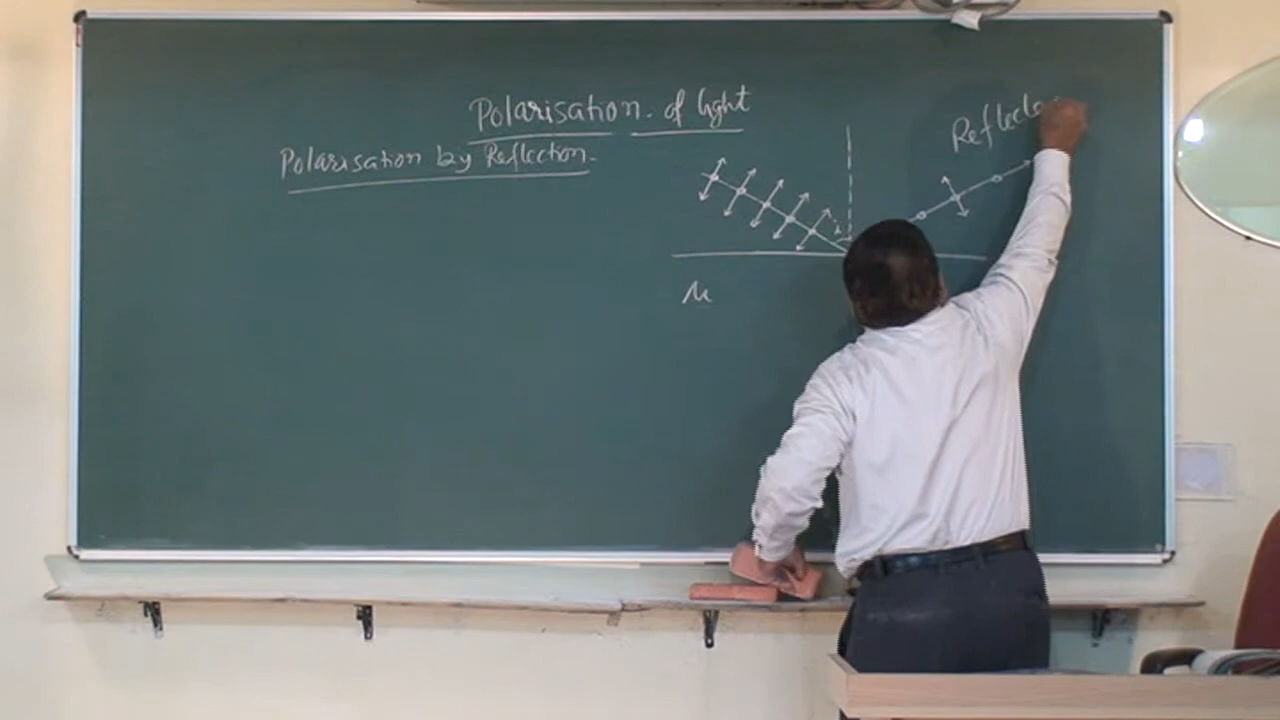 Polarisation of light
Polarisation by Reflection
Reflecte
i
μ